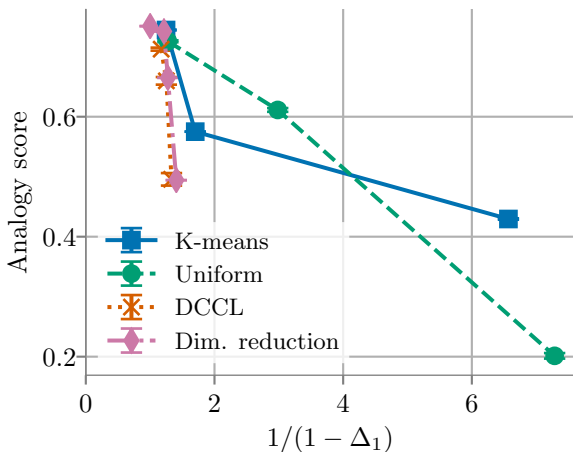 Analogy score
0.6
0.4
0.2
K-means
Uniform
DCCL
Dim. reduction
0 2 4 6
1/(1 − Δ₁)